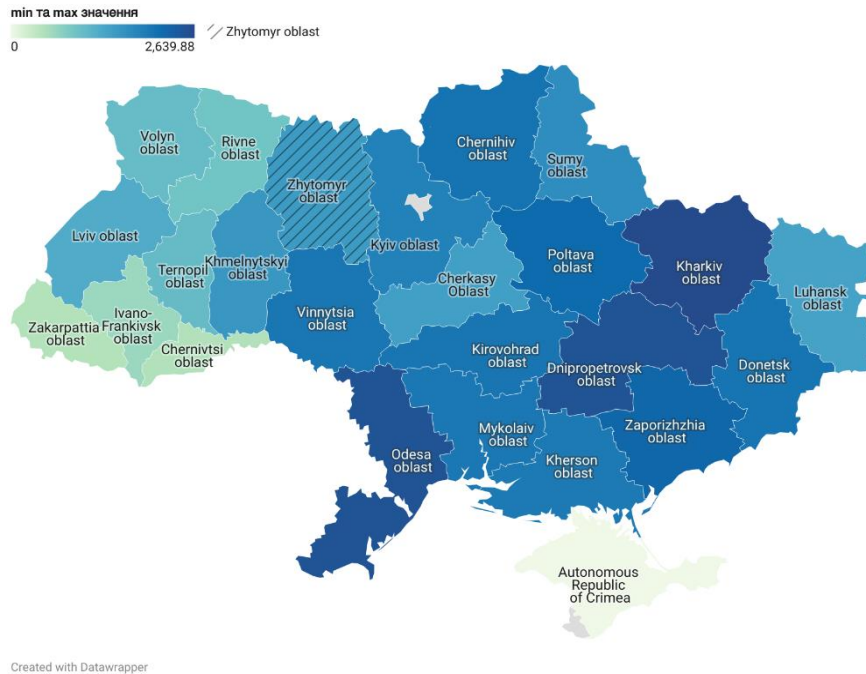 min та max значення
0
2,639.88
Zhytomyr oblast
Volyn
oblast
Rivne
oblast
Zhytomyr
oblast
Chernihiv
oblast
Sumy
oblast
Lviv oblast
Ternopil
oblast
Khmelnytskyi
oblast
Kyiv oblast
Cherkasy
Oblast
Poltava
oblast
Kharkiv
oblast
Luhansk
oblast
Zakarpattia
oblast
Ivano-
Frankivsk
oblast
Chernivtsi
oblast
Vinnytsia
oblast
Kirovohrad
oblast
Dnipropetrovsk
oblast
Donetsk
oblast
Odesa
oblast
Mykolaiv
oblast
Kherson
oblast
Zaporizhzhia
oblast
Autonomous
Republic
of Crimea
Created with Datawrapper